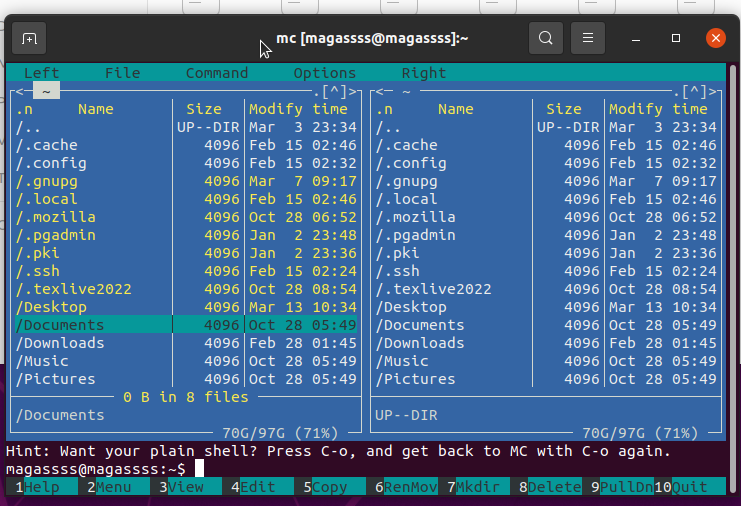 mc [magassss@magassss]:~
Left File Command Options Right
<─ ~ ─.[^]> <─ ~ ─.[^]>
.n Name Size Modify time .n Name Size Modify time
/.. UP--DIR Mar 3 23:34 /.. UP--DIR Mar 3 23:34
/.cache 4096 Feb 15 02:46 /.cache 4096 Feb 15 02:46
/.config 4096 Feb 15 02:32 /.config 4096 Feb 15 02:32
/.gnupg 4096 Mar 7 09:17 /.gnupg 4096 Mar 7 09:17
/.local 4096 Feb 15 02:46 /.local 4096 Feb 15 02:46
/.mozilla 4096 Oct 28 06:52 /.mozilla 4096 Oct 28 06:52
/.pgadmin 4096 Jan 2 23:48 /.pgadmin 4096 Jan 2 23:48
/.pki 4096 Jan 2 23:36 /.pki 4096 Jan 2 23:36
/.ssh 4096 Feb 15 02:24 /.ssh 4096 Feb 15 02:24
/.texlive2022 4096 Oct 28 08:54 /.texlive2022 4096 Oct 28 08:54
/Desktop 4096 Mar 13 10:34 /Desktop 4096 Mar 13 10:34
/Documents 4096 Oct 28 05:49 /Documents 4096 Oct 28 05:49
/Downloads 4096 Feb 28 01:45 /Downloads 4096 Feb 28 01:45
/Music 4096 Oct 28 05:49 /Music 4096 Oct 28 05:49
/Pictures 4096 Oct 28 05:49 /Pictures 4096 Oct 28 05:49
0 B in 8 files
/Documents UP--DIR
70G/97G (71%) 70G/97G (71%)
Hint: Want your plain shell? Press C-o, and get back to MC with C-o again.
magassss@magassss:~$
1Help 2Menu 3View 4Edit 5Copy 6RenMov 7Mkdir 8Delete 9PullDn 10Quit